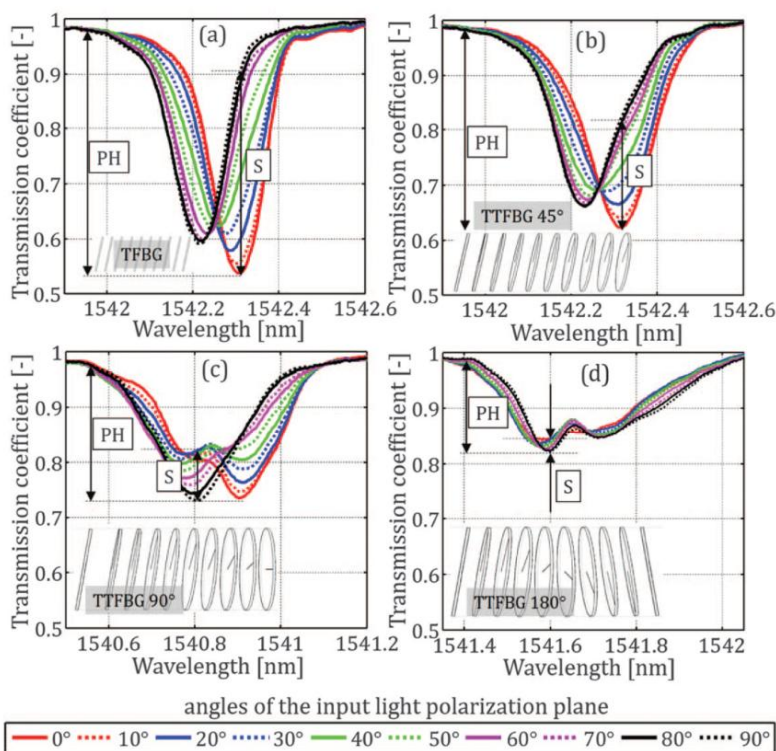 (a)
Transmission coefficient [-]
1
0.9
0.8
0.7
0.6
0.5
PH
S
TFBG
1542 1542.2 1542.4 1542.6
Wavelength [nm]
(b)
Transmission coefficient [-]
1
0.9
0.8
0.7
0.6
0.5
PH
S
TTFBG 45°
1542 1542.2 1542.4 1542.6
Wavelength [nm]
(c)
Transmission coefficient [-]
1
0.9
0.8
0.7
0.6
0.5
PH
S
TTFBG 90°
1540.6 1540.8 1541 1541.2
Wavelength [nm]
(d)
Transmission coefficient [-]
1
0.9
0.8
0.7
0.6
0.5
PH
S
TTFBG 180°
1541.4 1541.6 1541.8 1542
Wavelength [nm]
angles of the input light polarization plane
0° 10° 20° 30° 40° 50° 60° 70° 80° 90°